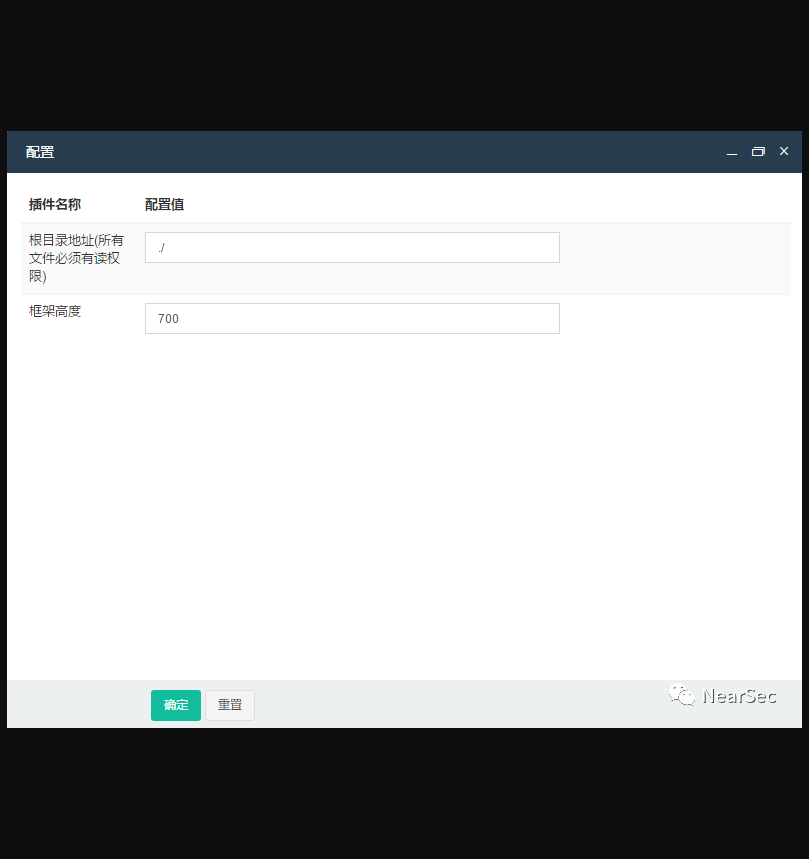 配置
插件名称 配置值
根目录地址(所有
文件必须有读权
限)
./
框架高度
700
确定 重置
NearSec